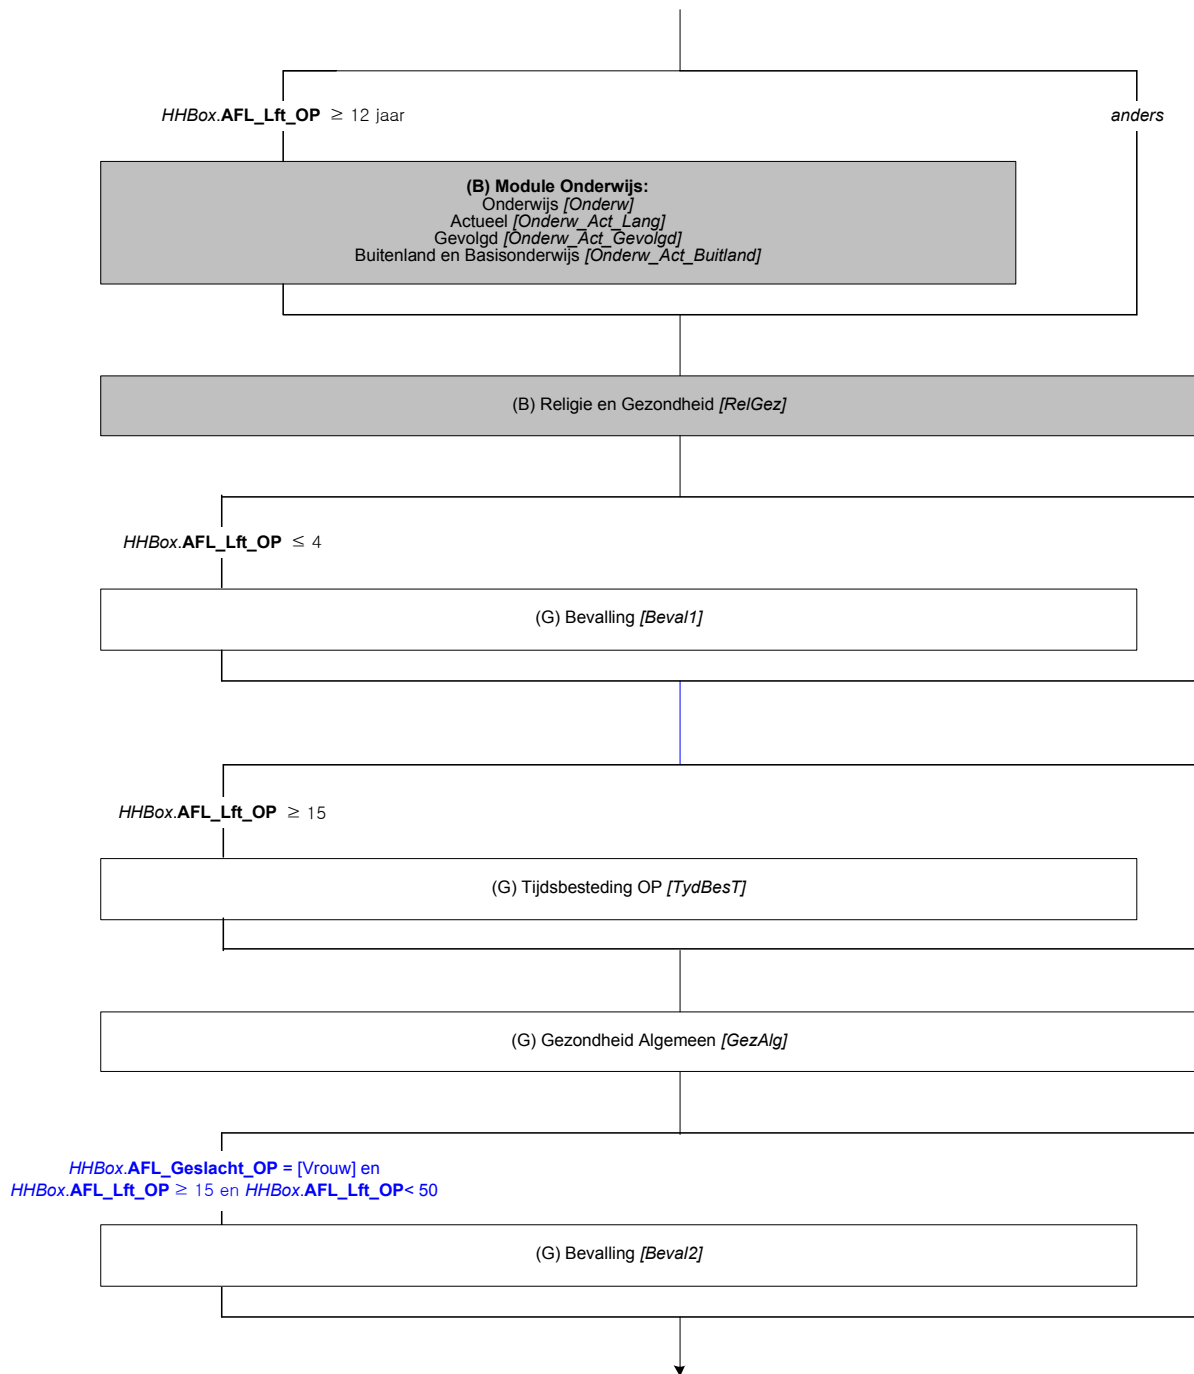 HHBox.AFL_Lft_OP ≥ 12 jaar
anders
(B) Module Onderwijs:
Onderwijs [Onderw]
Actueel [Onderw_Act_Lang]
Gevolgd [Onderw_Act_Gevolgd]
Buitenland en Basisonderwijs [Onderw_Act_Buitland]
(B) Religie en Gezondheid [RelGez]
HHBox.AFL_Lft_OP ≤ 4
(G) Bevalling [Beval1]
HHBox.AFL_Lft_OP ≥ 15
(G) Tijdsbesteding OP [TydBesT]
(G) Gezondheid Algemeen [GezAlg]
HHBox.AFL_Geslacht_OP = [Vrouw] en
HHBox.AFL_Lft_OP ≥ 15 en HHBox.AFL_Lft_OP< 50
(G) Bevalling [Beval2]